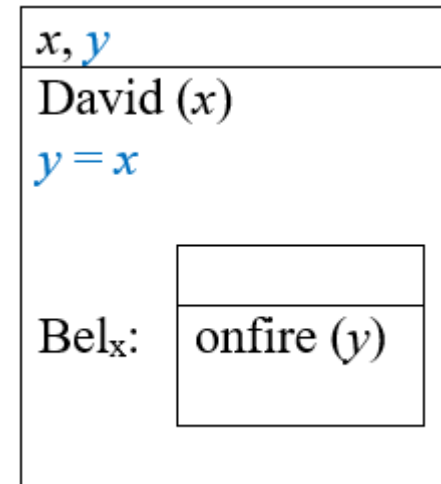 x, y
David (x)
y = x
Belₓ: onfire (y)